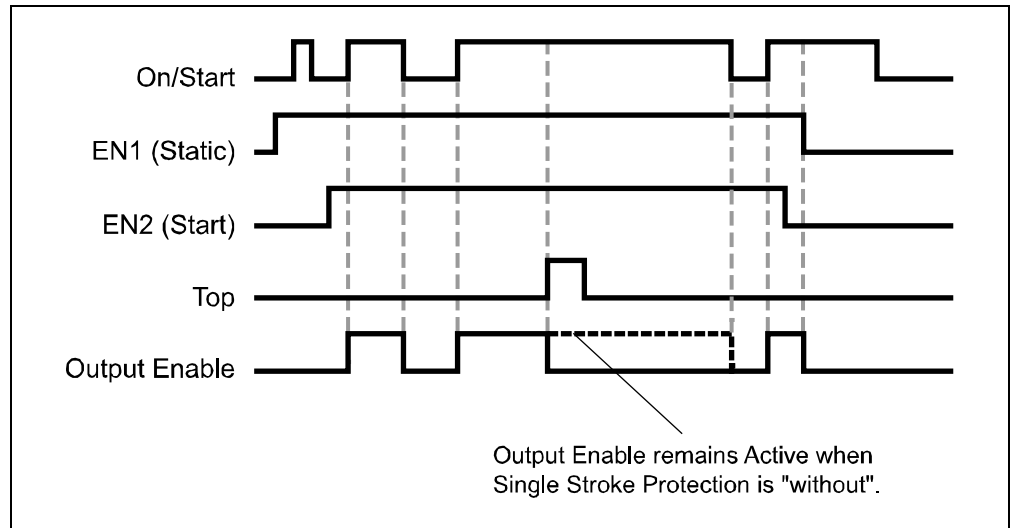 On/Start
EN1 (Static)
EN2 (Start)
Top
Output Enable
Output Enable remains Active when
Single Stroke Protection is "without".